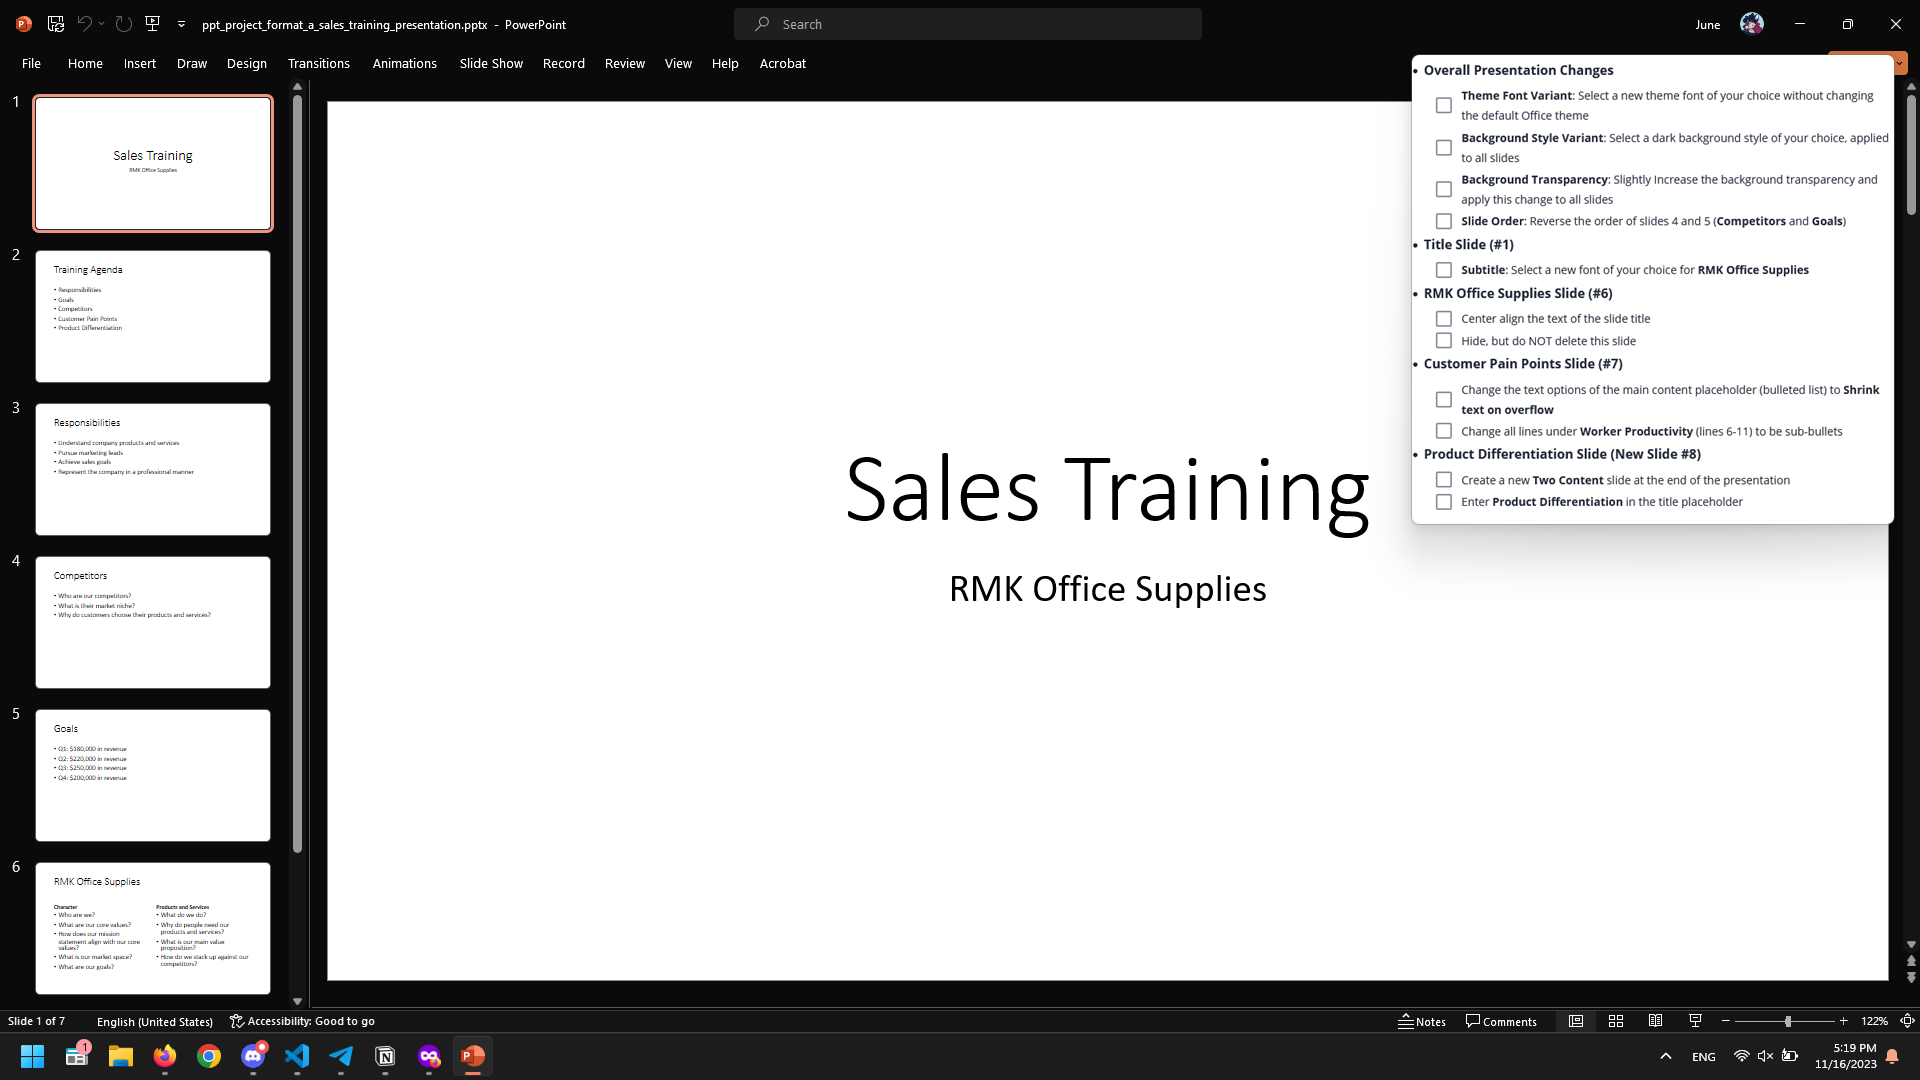 ppt_project_format_a_sales_training_presentation.pptx - PowerPoint
Search
June
File
Home
Insert
Draw
Design
Transitions
Animations
Slide Show
Record
Review
View
Help
Acrobat
1
Sales Training
RMK Office Supplies
2
Training Agenda
• Responsibilities
• Goals
• Competitors
• Customer Pain Points
• Product Differentiation
3
Responsibilities
• Understand company products and services
• Pursue marketing leads
• Achieve sales goals
• Represent the company in a professional manner
4
Competitors
• Who are our competitors?
• What is their market niche?
• Why do customers choose their products and services?
5
Goals
• Q1: $180,000 in revenue
• Q2: $220,000 in revenue
• Q3: $250,000 in revenue
• Q4: $200,000 in revenue
6
RMK Office Supplies
Character
• Who are we?
• What are our core values?
• How does our mission
statement align with our core
values?
• What is our market space?
• What are our goals?
Products and Services
• What do we do?
• Why do people need our
products and services?
• What is our main value
proposition?
• How do we stack up against our
competitors?
Sales Training
RMK Office Supplies
• Overall Presentation Changes
Theme Font Variant: Select a new theme font of your choice without changing
the default Office theme
Background Style Variant: Select a dark background style of your choice, applied
to all slides
Background Transparency: Slightly Increase the background transparency and
apply this change to all slides
Slide Order: Reverse the order of slides 4 and 5 (Competitors and Goals)
• Title Slide (#1)
Subtitle: Select a new font of your choice for RMK Office Supplies
• RMK Office Supplies Slide (#6)
Center align the text of the slide title
Hide, but do NOT delete this slide
• Customer Pain Points Slide (#7)
Change the text options of the main content placeholder (bulleted list) to Shrink
text on overflow
Change all lines under Worker Productivity (lines 6-11) to be sub-bullets
• Product Differentiation Slide (New Slide #8)
Create a new Two Content slide at the end of the presentation
Enter Product Differentiation in the title placeholder
Slide 1 of 7
English (United States)
Accessibility: Good to go
Notes
Comments
122%
1
ENG
5:19 PM
11/16/2023